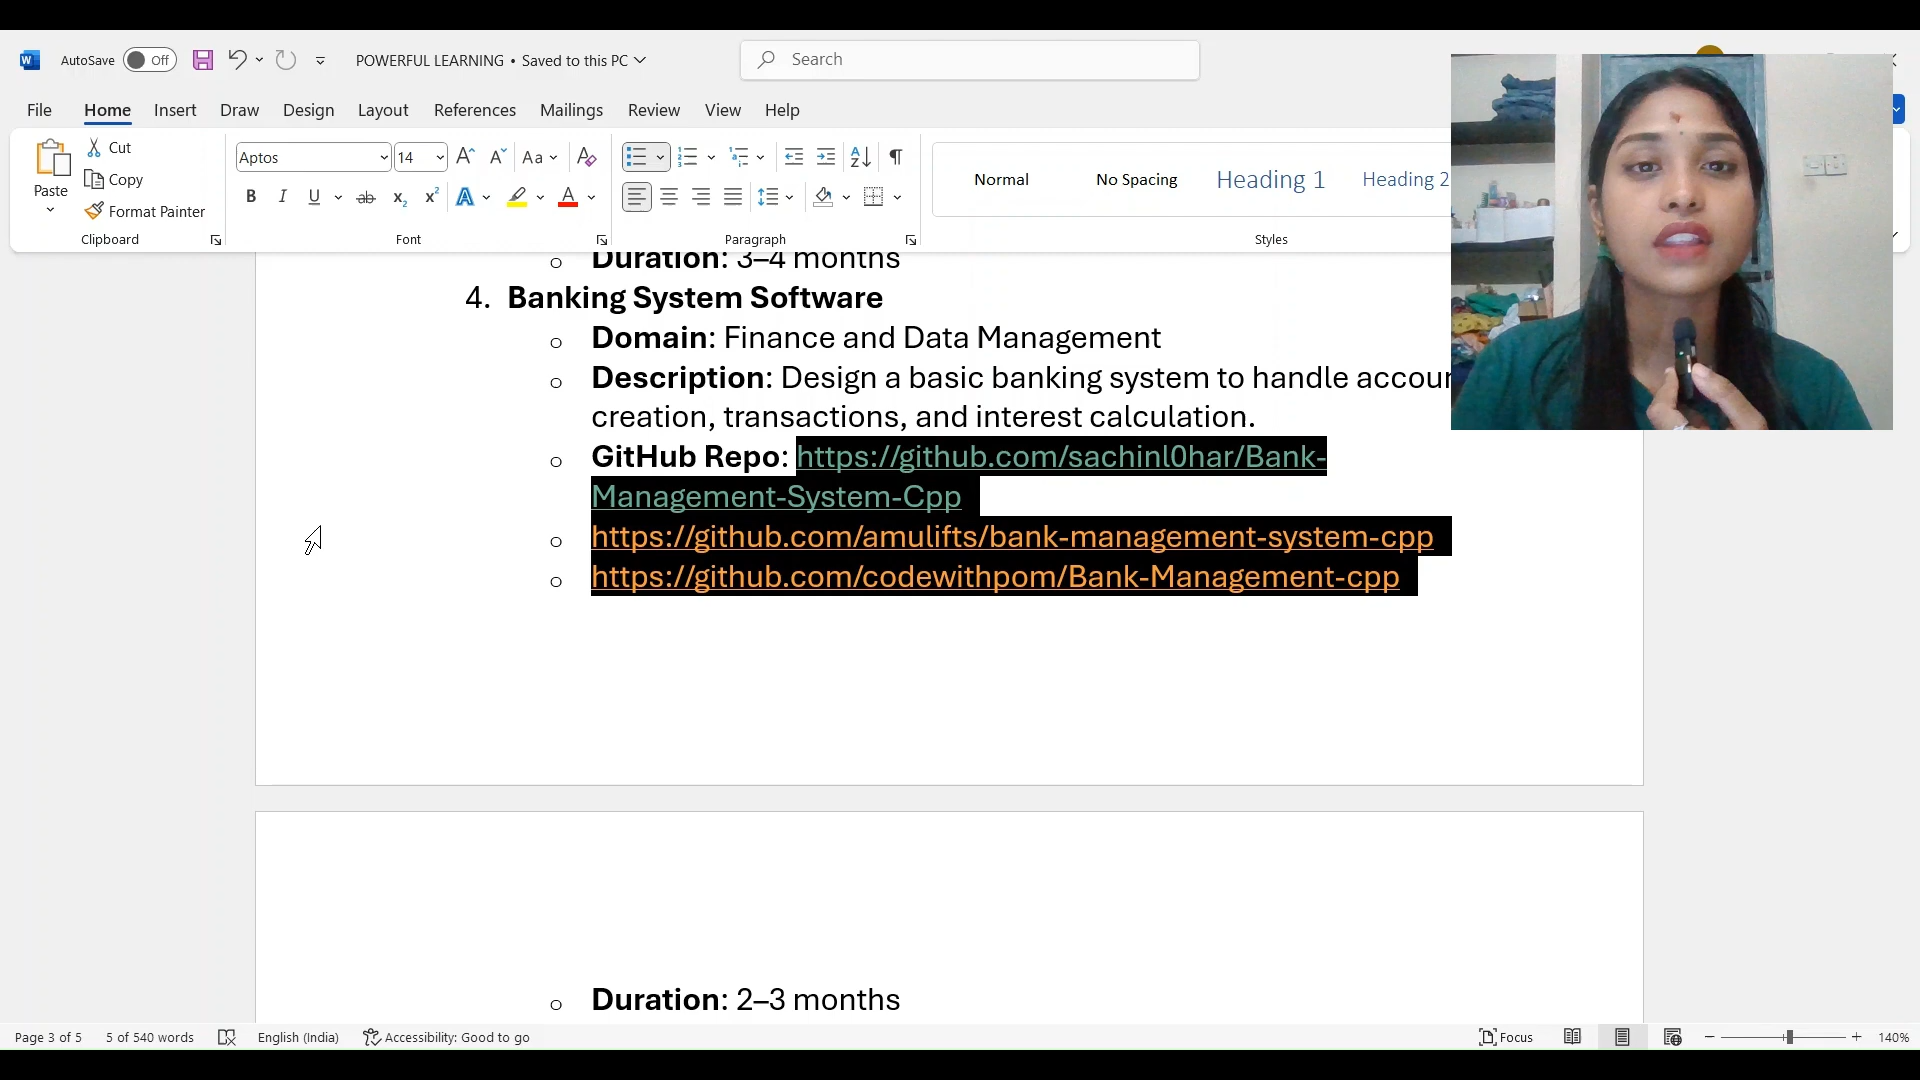 AutoSave Off POWERFUL LEARNING • Saved to this PC Search
File Home Insert Draw Design Layout References Mailings Review View Help
Paste Cut Copy Format Painter
Aptos 14
Normal No Spacing Heading 1 Heading 2
Clipboard Font Paragraph Styles
Duration: 3–4 months
4. Banking System Software
o Domain: Finance and Data Management
o Description: Design a basic banking system to handle
creation, transactions, and interest calculation.
o GitHub Repo: https://github.com/sachinl0har/Bank-
Management-System-Cpp
o https://github.com/amulifts/bank-management-system-cpp
o https://github.com/codewithpom/Bank-Management-cpp
o Duration: 2–3 months
Page 3 of 5 5 of 540 words English (India) Accessibility: Good to go Focus 140%